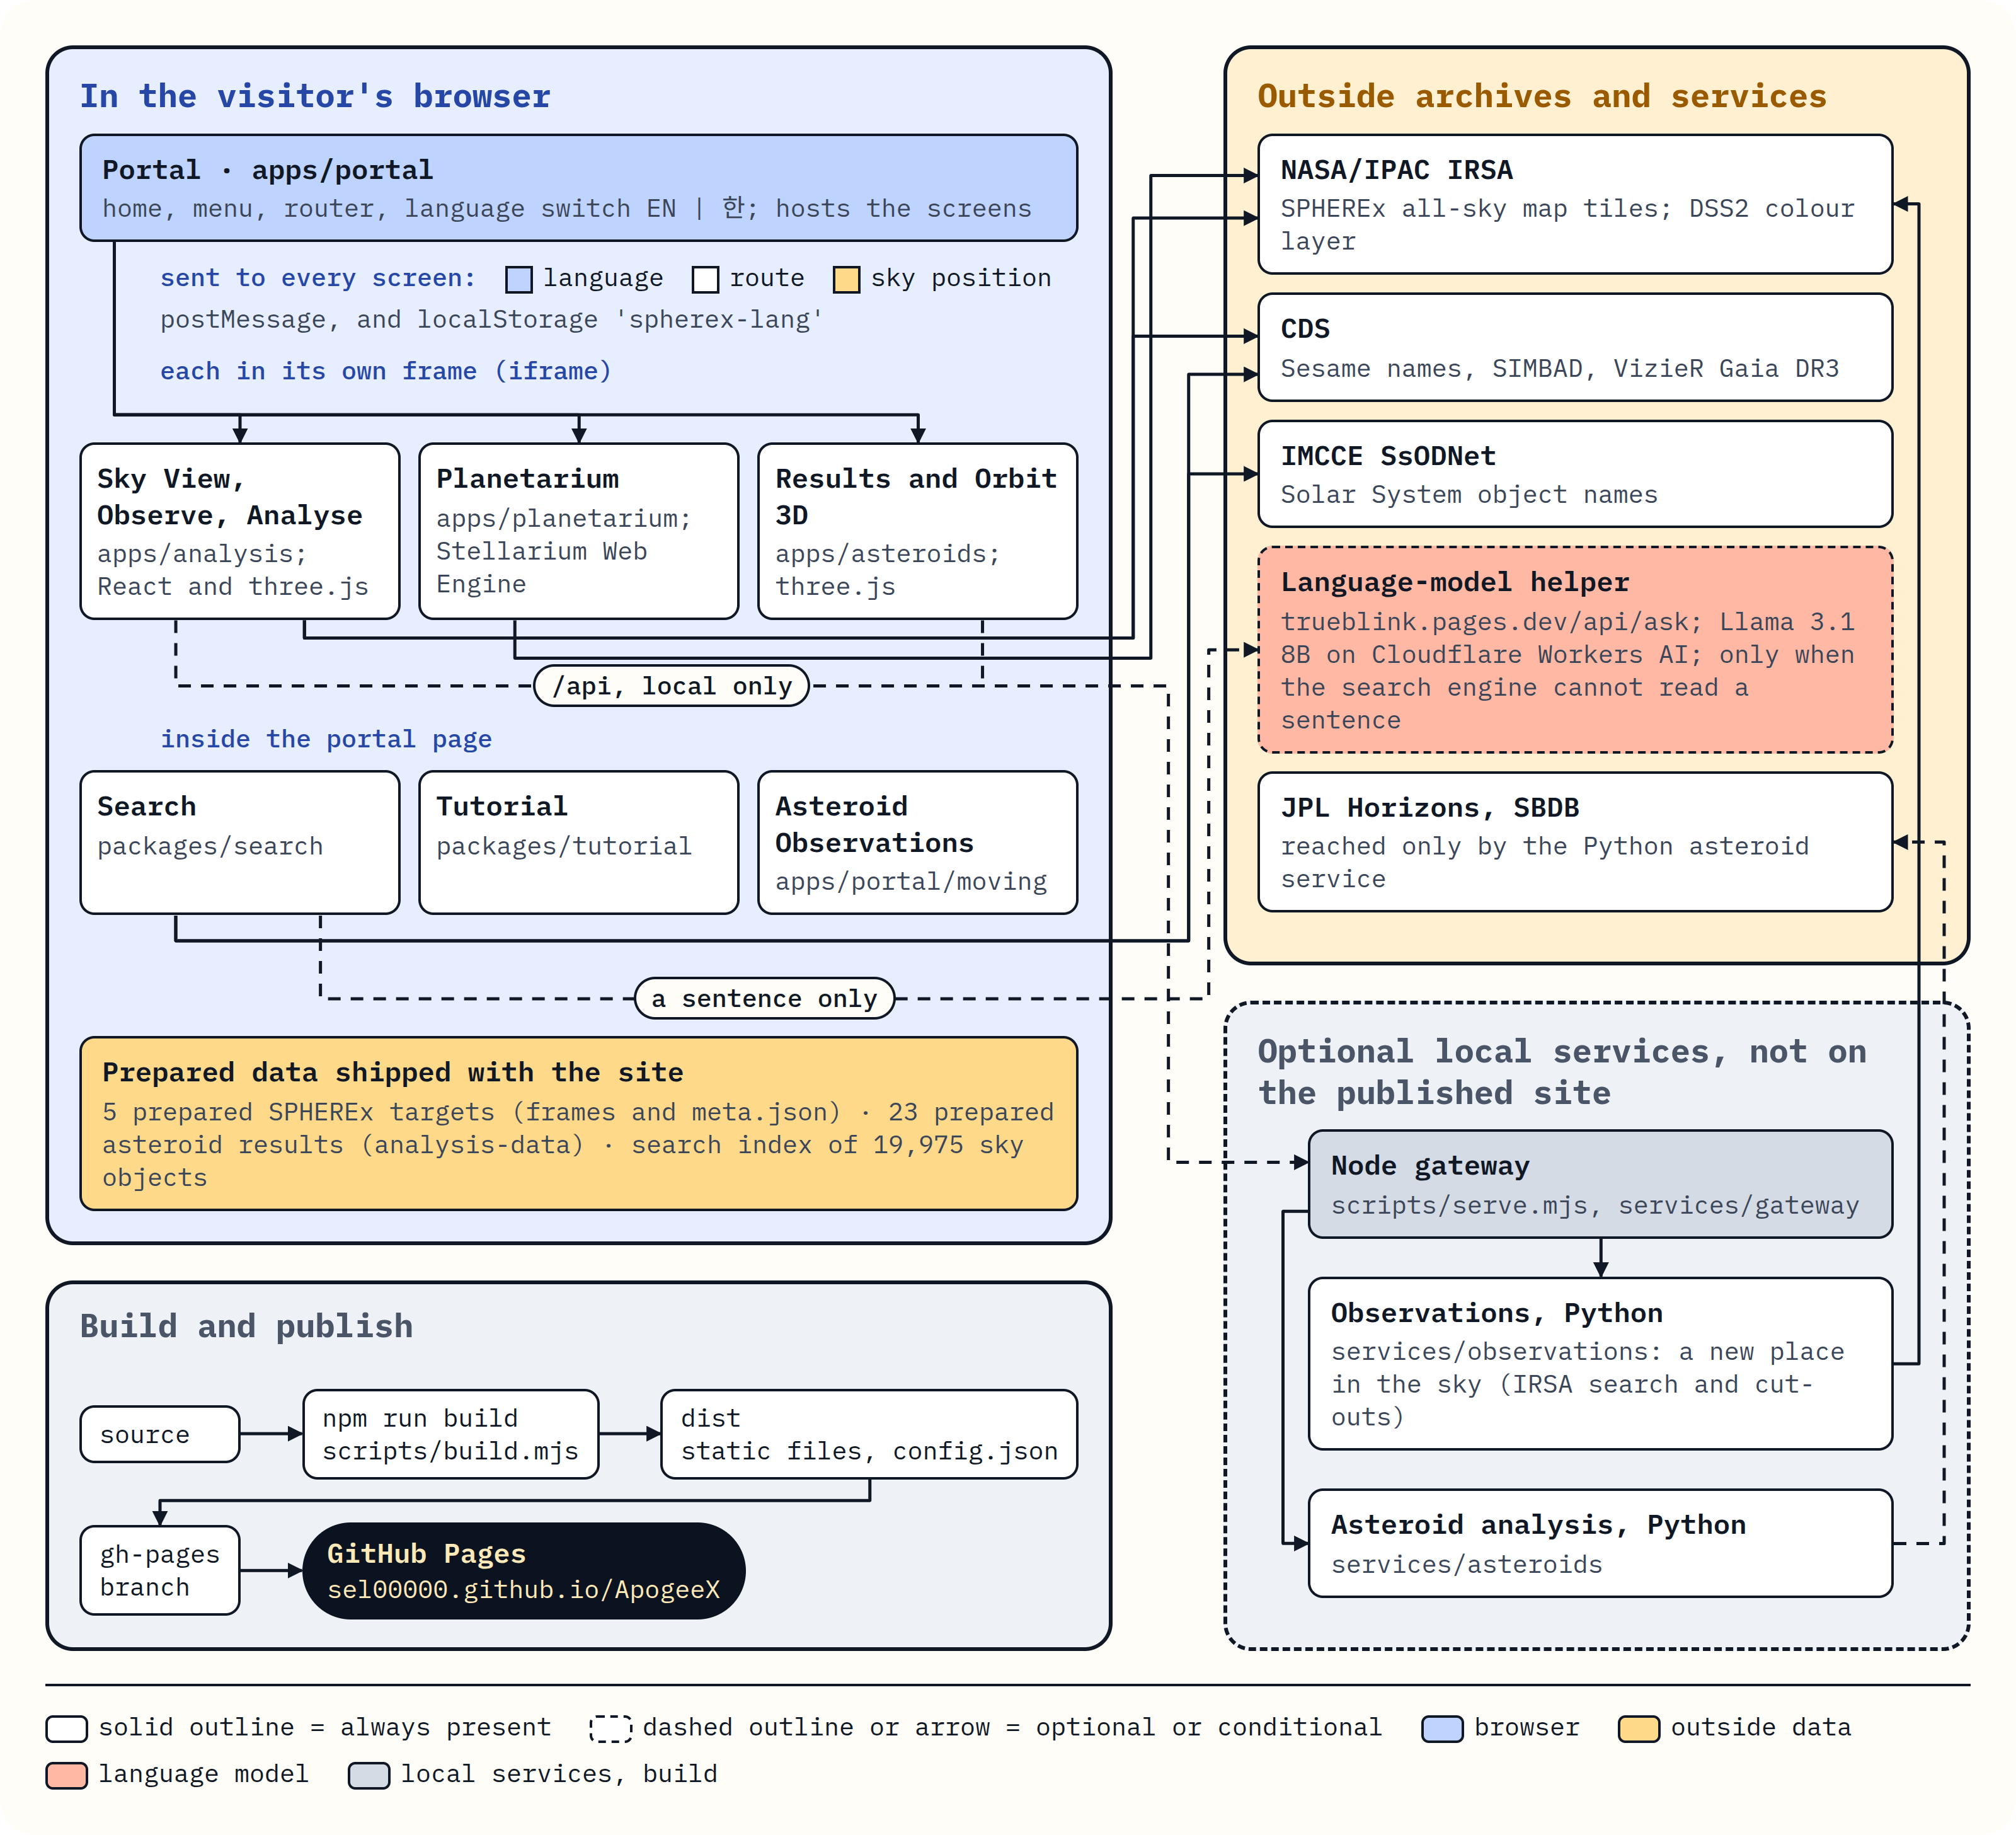 In the visitor's browser
Portal · apps/portal
home, menu, router, language switch EN | 한; hosts the screens
sent to every screen: language route sky position
postMessage, and localStorage 'spherex-lang'
each in its own frame (iframe)
Sky View,
Observe, Analyse
apps/analysis;
React and three.js
Planetarium
apps/planetarium;
Stellarium Web
Engine
Results and Orbit
3D
apps/asteroids;
three.js
/api, local only
inside the portal page
Search
packages/search
Tutorial
packages/tutorial
Asteroid
Observations
apps/portal/moving
a sentence only
Prepared data shipped with the site
5 prepared SPHEREx targets (frames and meta.json) · 23 prepared
asteroid results (analysis-data) · search index of 19,975 sky
objects
Outside archives and services
NASA/IPAC IRSA
SPHEREx all-sky map tiles; DSS2 colour
layer
CDS
Sesame names, SIMBAD, VizieR Gaia DR3
IMCCE SsODNet
Solar System object names
Language-model helper
trueblink.pages.dev/api/ask; Llama 3.1
8B on Cloudflare Workers AI; only when
the search engine cannot read a
sentence
JPL Horizons, SBDB
reached only by the Python asteroid
service
Optional local services, not on
the published site
Node gateway
scripts/serve.mjs, services/gateway
Observations, Python
services/observations: a new place
in the sky (IRSA search and cut-
outs)
Asteroid analysis, Python
services/asteroids
Build and publish
source
npm run build
scripts/build.mjs
dist
static files, config.json
gh-pages
branch
GitHub Pages
sel00000.github.io/ApogeeX
solid outline = always present
dashed outline or arrow = optional or conditional
browser
outside data
language model
local services, build